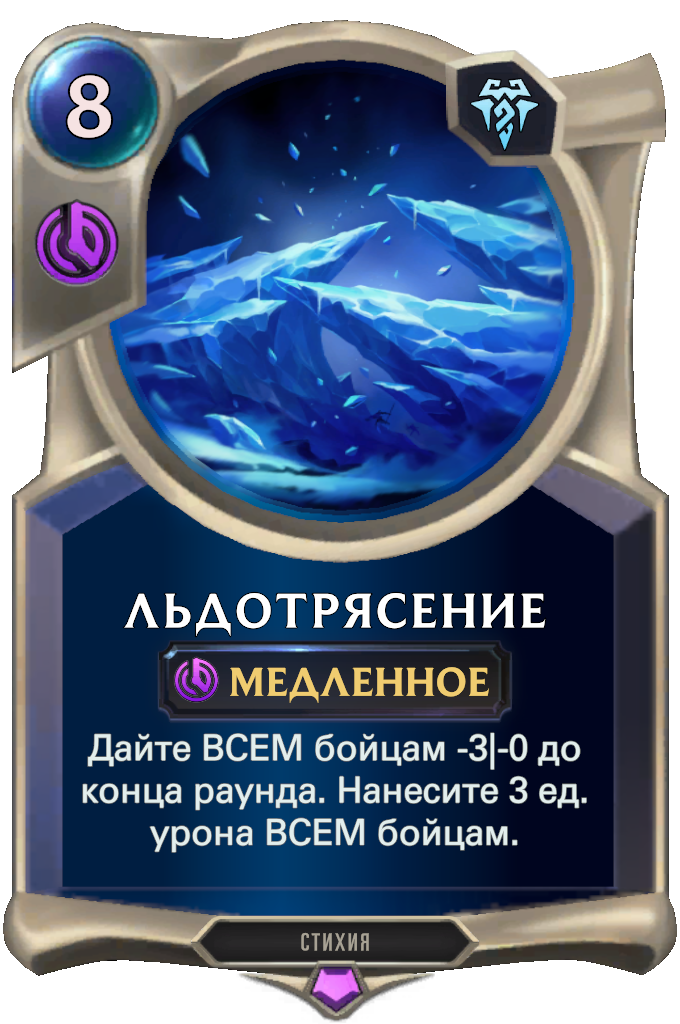 8
ЛЬДОТРЯСЕНИЕ
МЕДЛЕННОЕ
Дайте ВСЕМ бойцам -3|-0 до
конца раунда. Нанесите 3 ед.
урона ВСЕМ бойцам.
СТИХИЯ